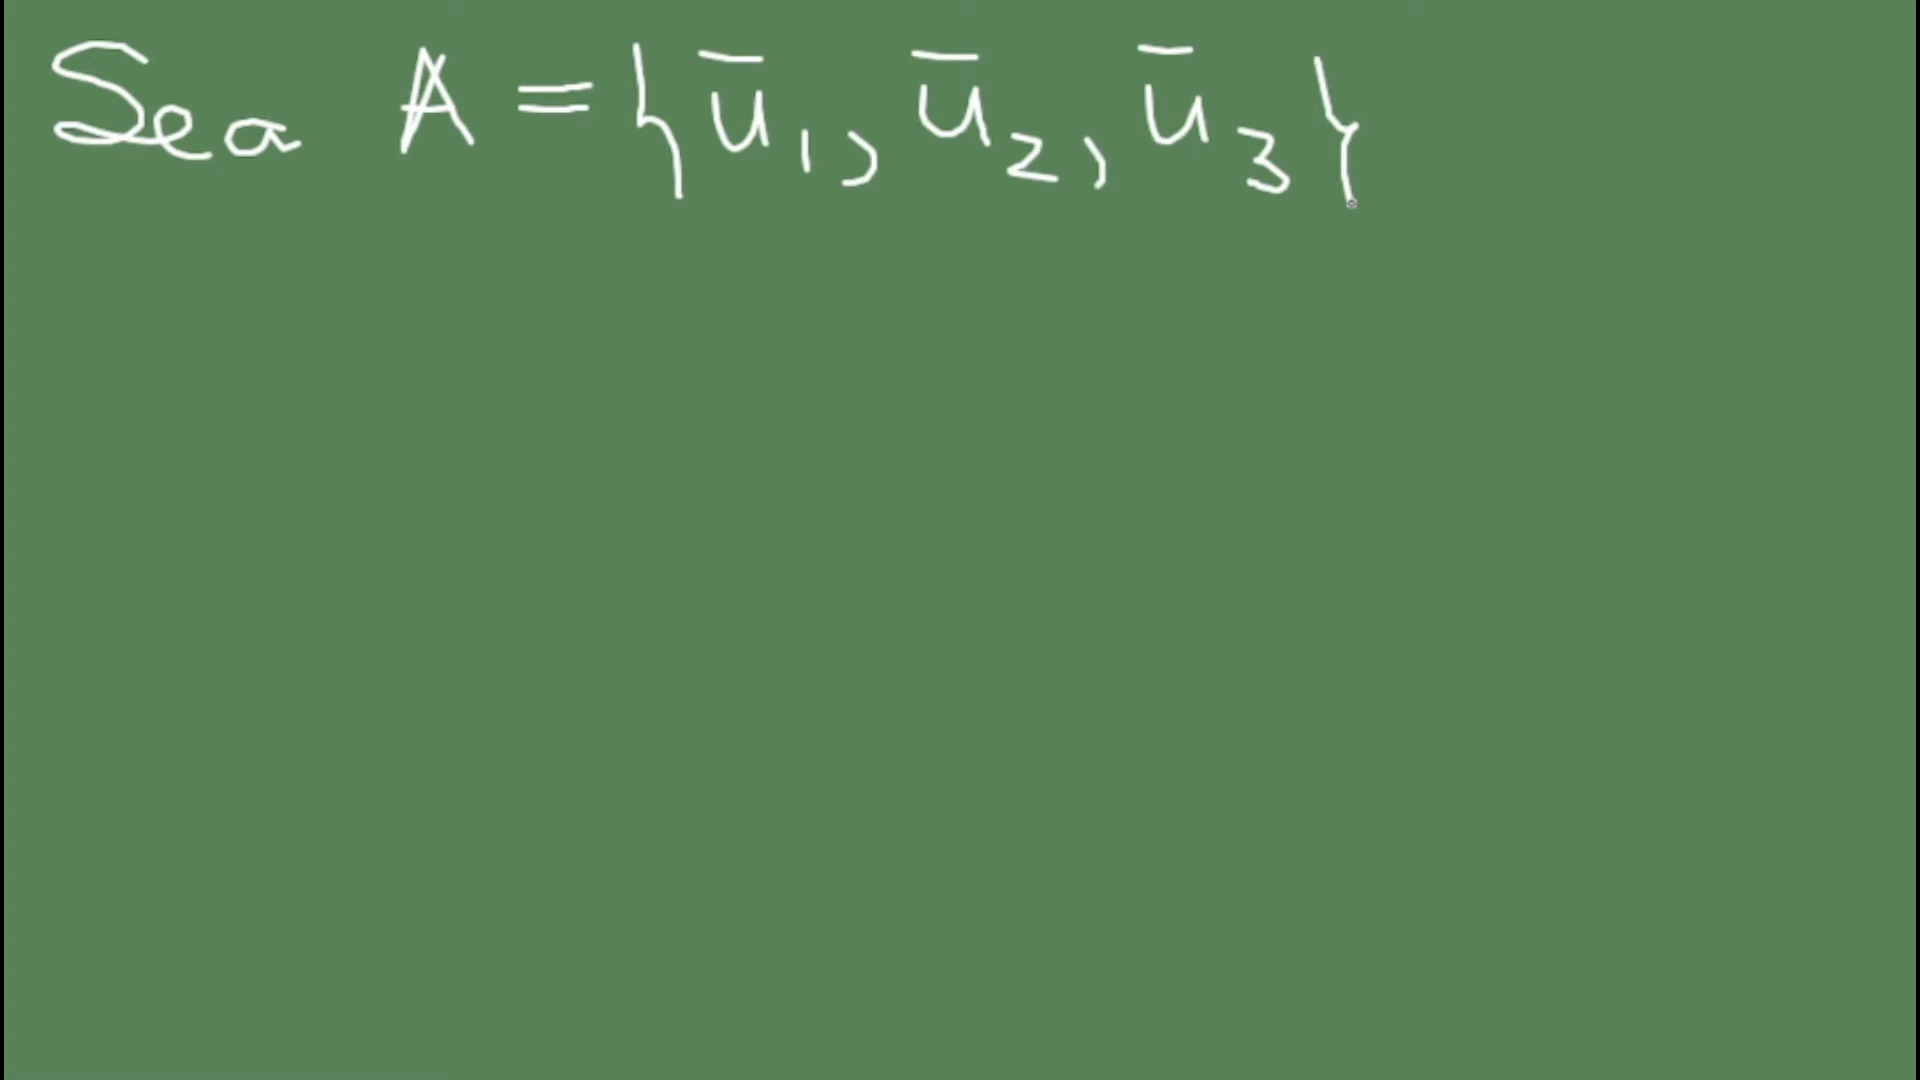 Sea A = {ū₁, ū₂, ū₃}